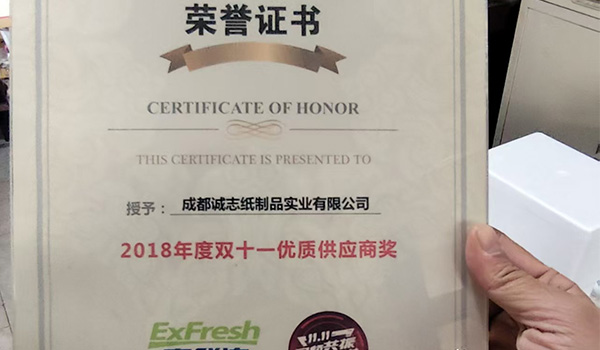 荣誉证书
CERTIFICATE OF HONOR
THIS CERTIFICATE IS PRESENTED TO
授予：成都诚志纸制品实业有限公司
2018年度双十一优质供应商奖
ExFresh
11.11